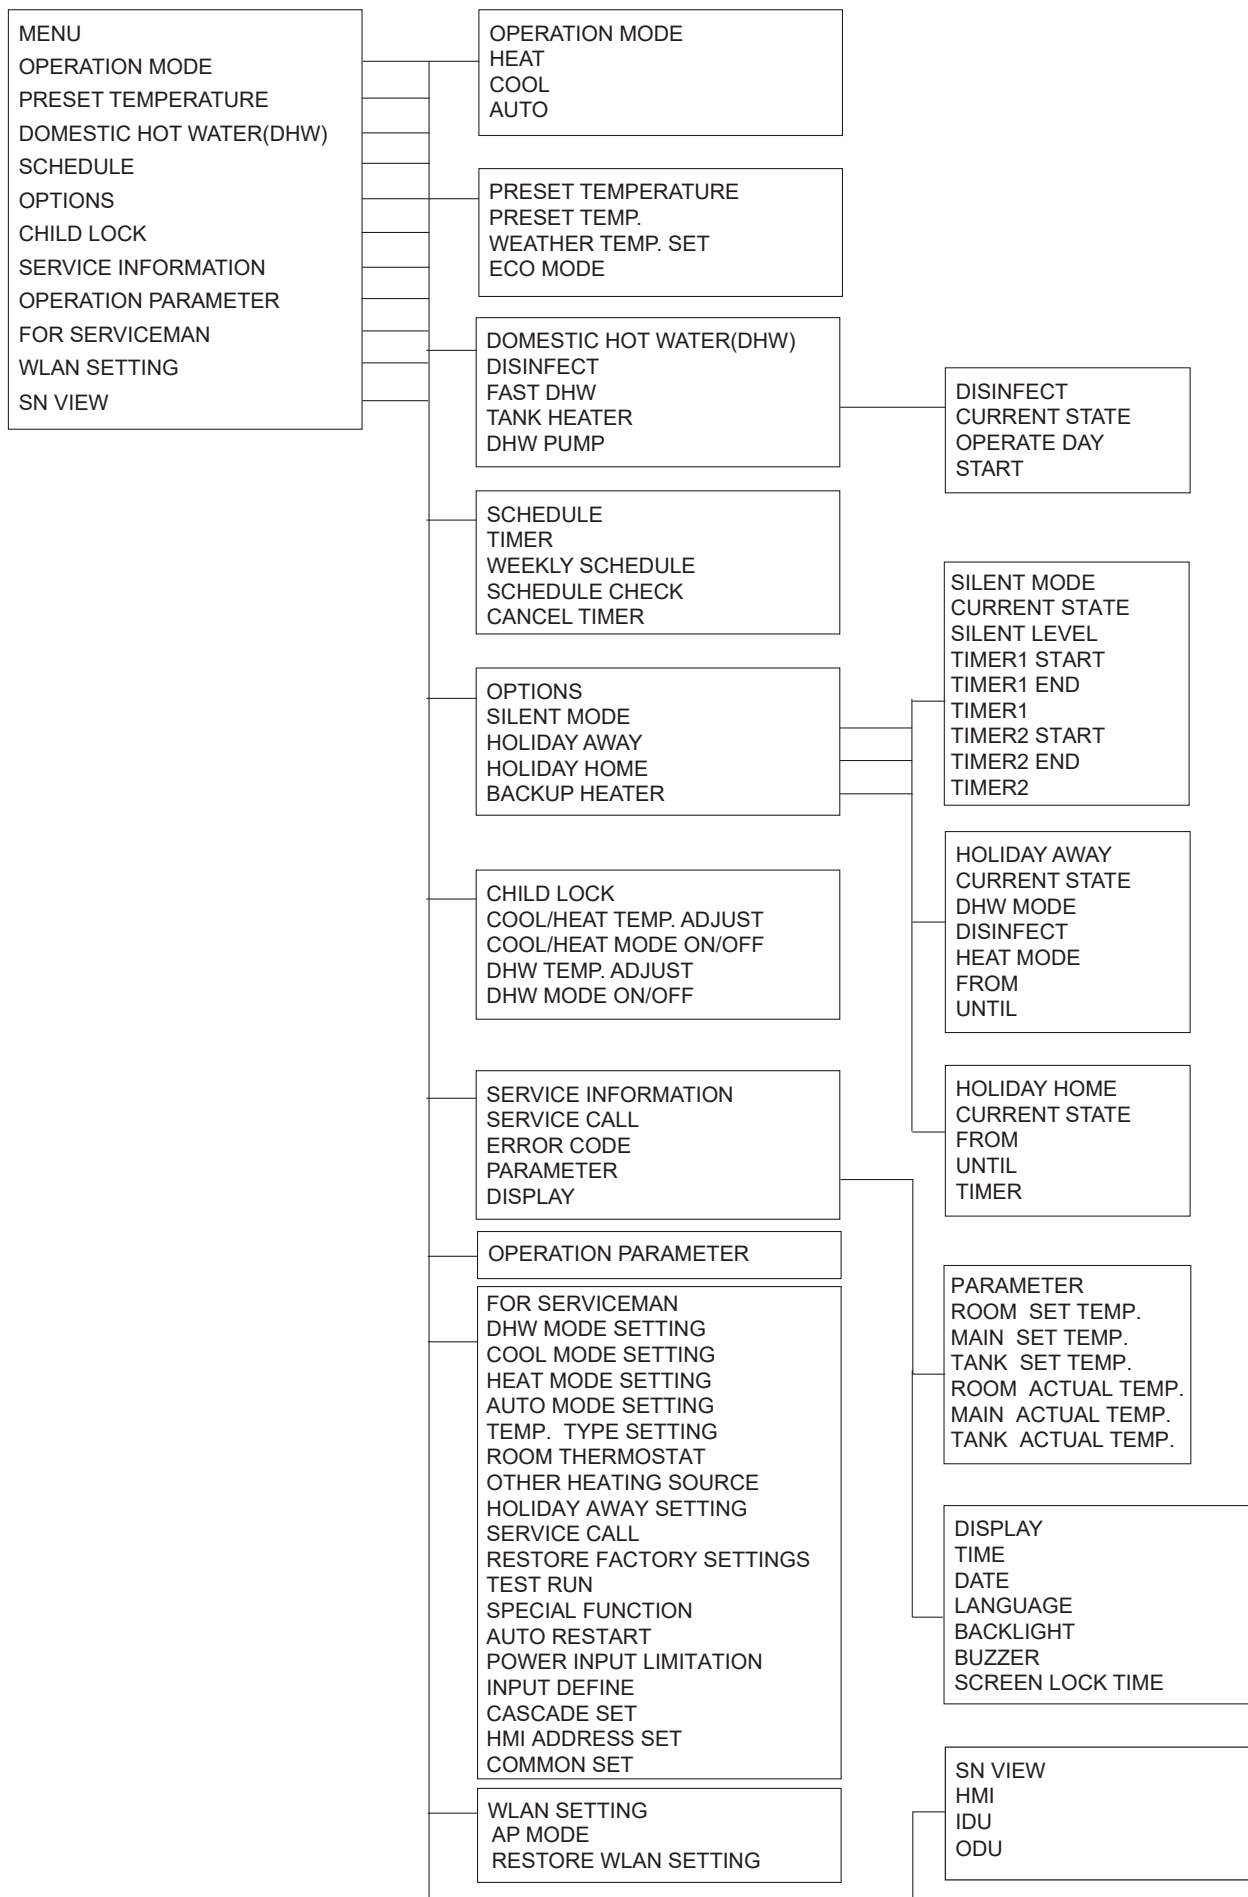 MENU
OPERATION MODE
PRESET TEMPERATURE
DOMESTIC HOT WATER(DHW)
SCHEDULE
OPTIONS
CHILD LOCK
SERVICE INFORMATION
OPERATION PARAMETER
FOR SERVICEMAN
WLAN SETTING
SN VIEW
OPERATION MODE
HEAT
COOL
AUTO
PRESET TEMPERATURE
PRESET TEMP.
WEATHER TEMP. SET
ECO MODE
DOMESTIC HOT WATER(DHW)
DISINFECT
FAST DHW
TANK HEATER
DHW PUMP
DISINFECT
CURRENT STATE
OPERATE DAY
START
SCHEDULE
TIMER
WEEKLY SCHEDULE
SCHEDULE CHECK
CANCEL TIMER
OPTIONS
SILENT MODE
HOLIDAY AWAY
HOLIDAY HOME
BACKUP HEATER
SILENT MODE
CURRENT STATE
SILENT LEVEL
TIMER1 START
TIMER1 END
TIMER1
TIMER2 START
TIMER2 END
TIMER2
HOLIDAY AWAY
CURRENT STATE
DHW MODE
DISINFECT
HEAT MODE
FROM
UNTIL
HOLIDAY HOME
CURRENT STATE
FROM
UNTIL
TIMER
CHILD LOCK
COOL/HEAT TEMP. ADJUST
COOL/HEAT MODE ON/OFF
DHW TEMP. ADJUST
DHW MODE ON/OFF
SERVICE INFORMATION
SERVICE CALL
ERROR CODE
PARAMETER
DISPLAY
PARAMETER
ROOM SET TEMP.
MAIN SET TEMP.
TANK SET TEMP.
ROOM ACTUAL TEMP.
MAIN ACTUAL TEMP.
TANK ACTUAL TEMP.
DISPLAY
TIME
DATE
LANGUAGE
BACKLIGHT
BUZZER
SCREEN LOCK TIME
OPERATION PARAMETER
FOR SERVICEMAN
DHW MODE SETTING
COOL MODE SETTING
HEAT MODE SETTING
AUTO MODE SETTING
TEMP. TYPE SETTING
ROOM THERMOSTAT
OTHER HEATING SOURCE
HOLIDAY AWAY SETTING
SERVICE CALL
RESTORE FACTORY SETTINGS
TEST RUN
SPECIAL FUNCTION
AUTO RESTART
POWER INPUT LIMITATION
INPUT DEFINE
CASCADE SET
HMI ADDRESS SET
COMMON SET
WLAN SETTING
AP MODE
RESTORE WLAN SETTING
SN VIEW
HMI
IDU
ODU